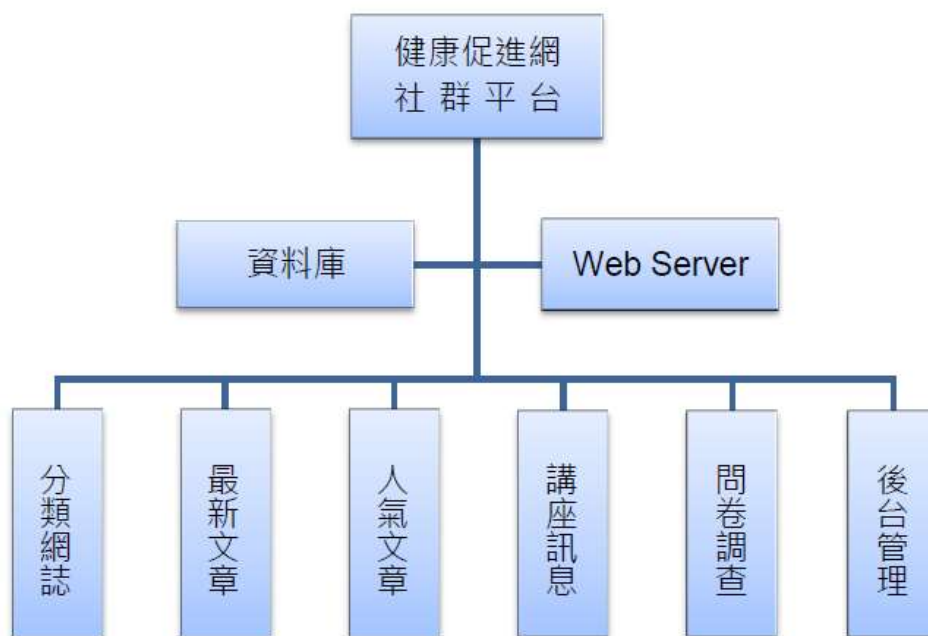 健康促進網
社群平台
資料庫
Web Server
分類網誌
最新文章
人氣文章
講座訊息
問卷調查
後台管理